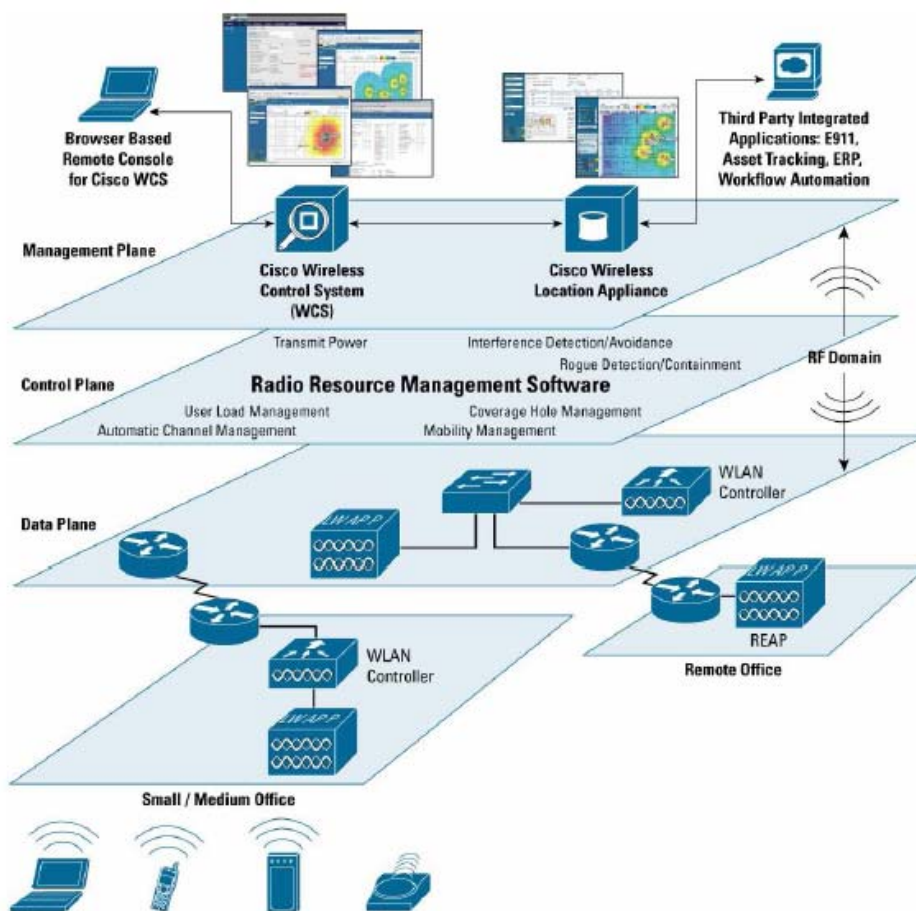 Browser Based
Remote Console
for Cisco WCS
Third Party Integrated
Applications: E911,
Asset Tracking, ERP,
Workflow Automation
Management Plane
Cisco Wireless
Control System
(WCS)
Cisco Wireless
Location Appliance
Transmit Power
Interference Detection/Avoidance
Rogue Detection/Containment
RF Domain
Control Plane
Radio Resource Management Software
User Load Management
Coverage Hole Management
Automatic Channel Management
Mobility Management
WLAN
Controller
Data Plane
LWAPP
LWAPP
REAP
Remote Office
WLAN
Controller
LWAPP
Small / Medium Office